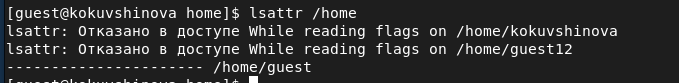 [guest@kokuvshinova home]$ lsattr /home
lsattr: Отказано в доступе While reading flags on /home/kokuvshinova
lsattr: Отказано в доступе While reading flags on /home/guest12
---------------------- /home/guest
[guest@kokuvshinova home]$